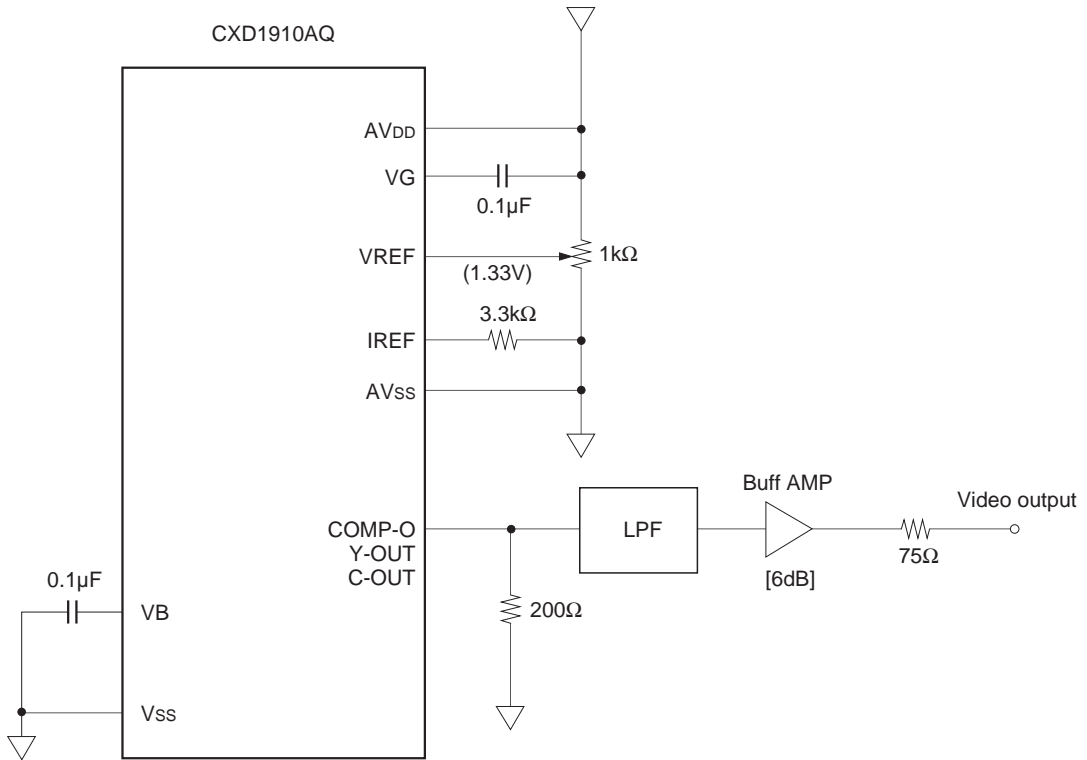 CXD1910AQ
AVDD
VG
0.1µF
VREF
(1.33V)
1kΩ
3.3kΩ
IREF
AVSS
COMP-O
Y-OUT
C-OUT
LPF
Buff AMP
[6dB]
75Ω
Video output
200Ω
0.1µF
VB
VSS